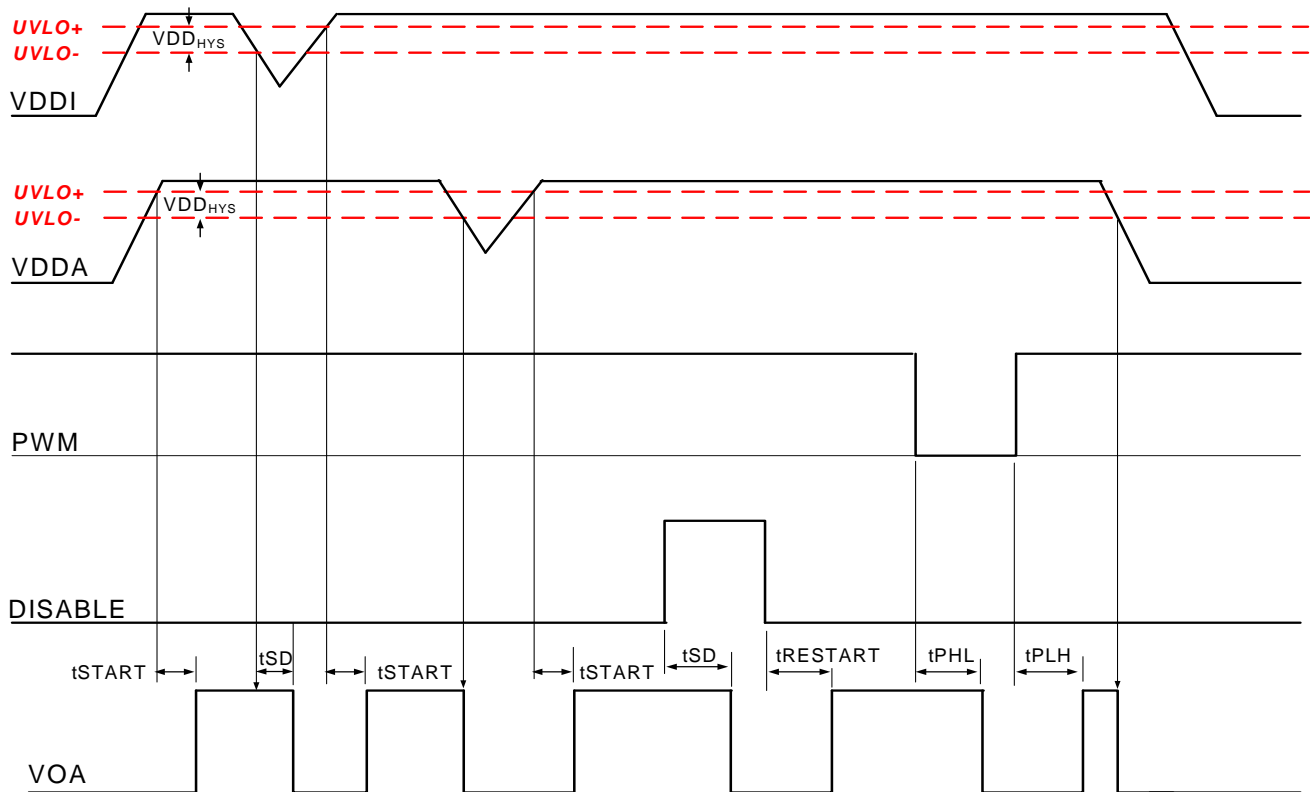 UVLO+
VDDHYS
UVLO-
VDDI
UVLO+
VDDHYS
UVLO-
VDDA
PWM
DISABLE
tSTART
tSD
tSTART
tSTART
tSD
tRESTART
tPHL
tPLH
VOA